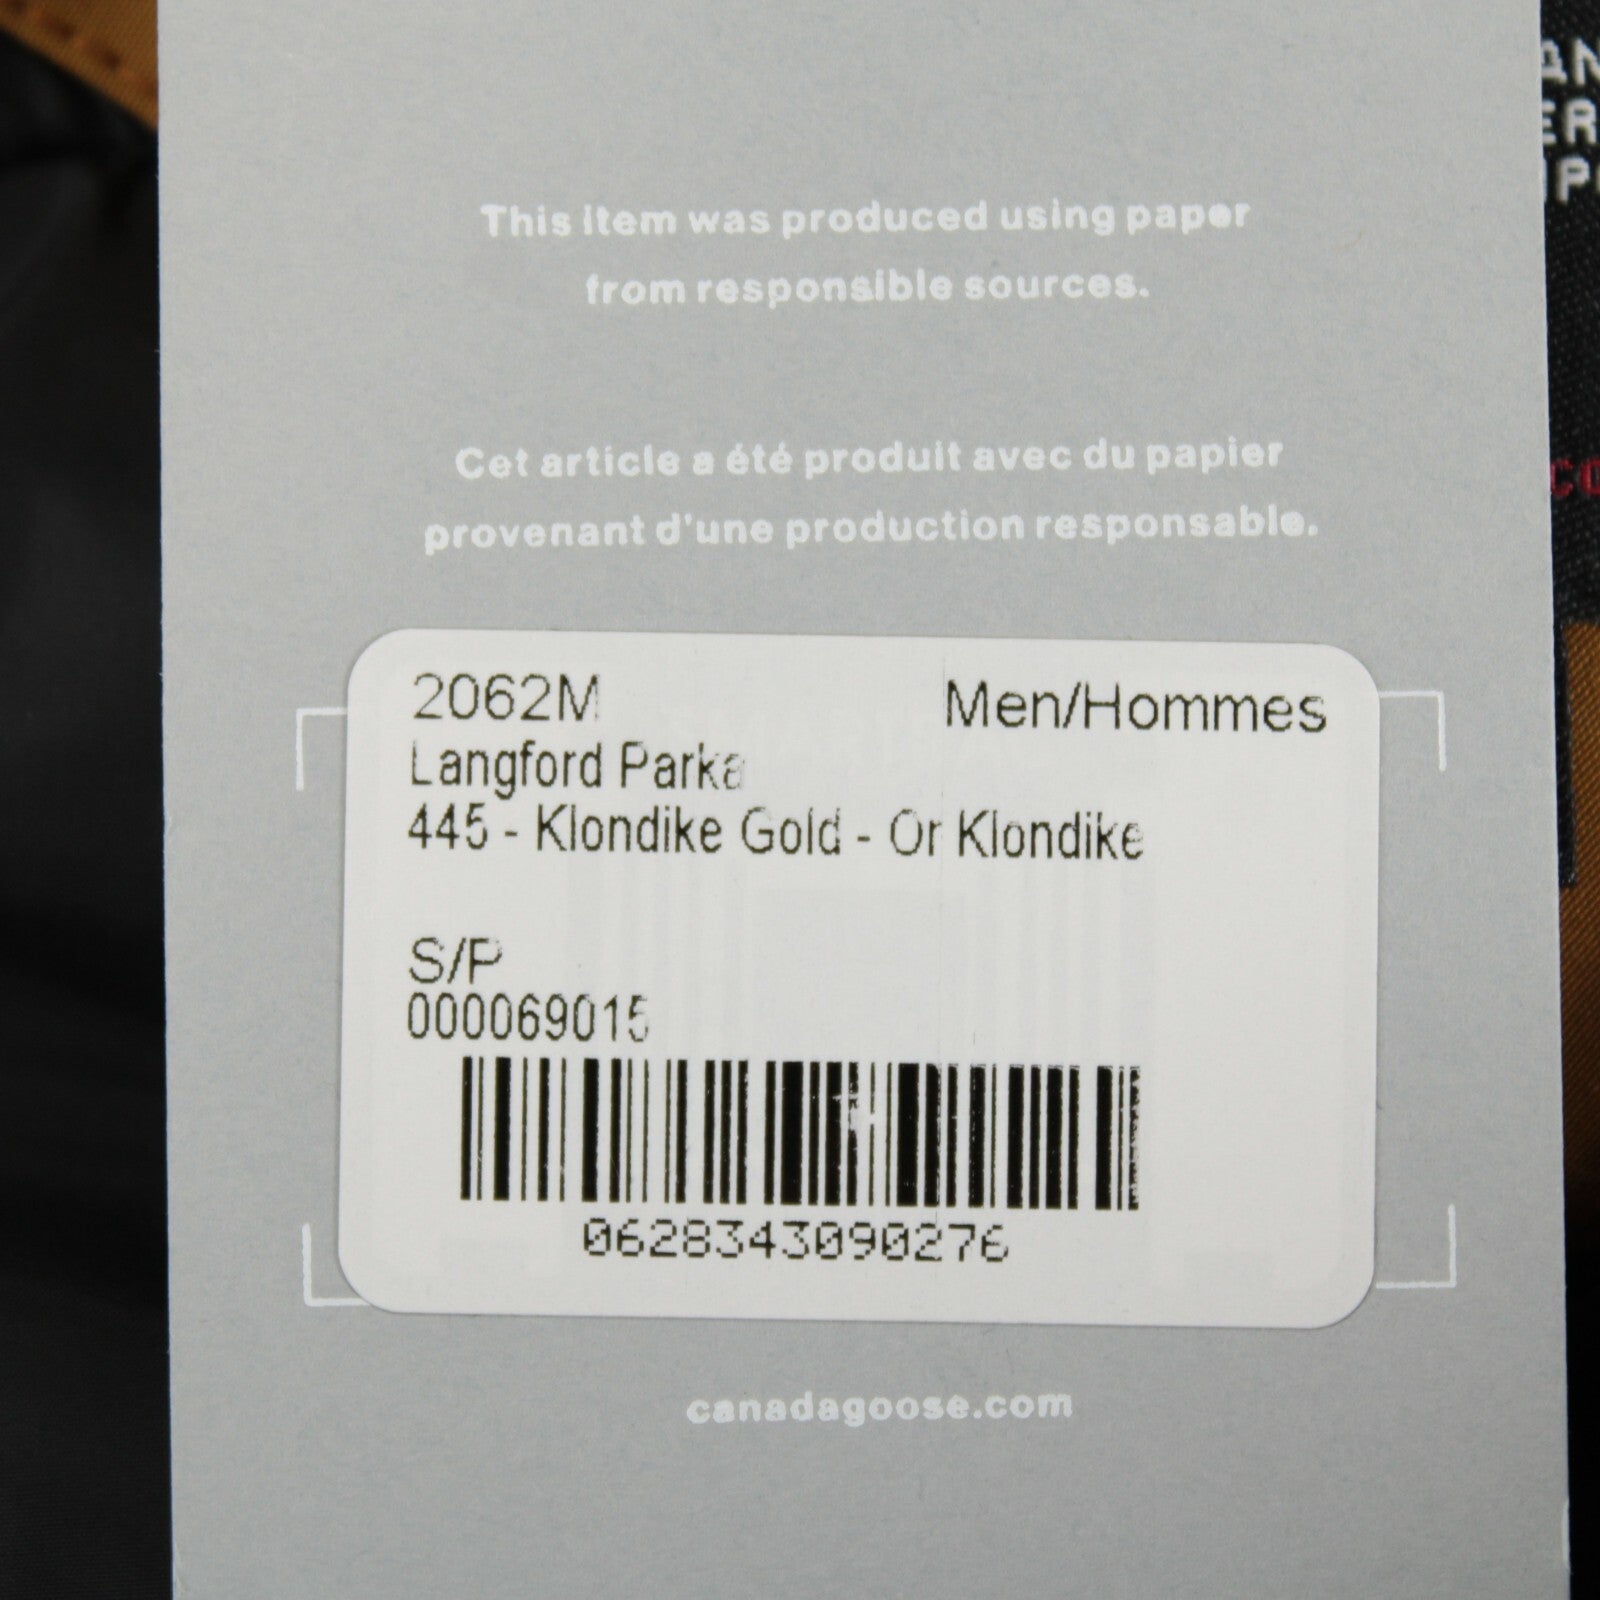 This item was produced using paper
from responsible sources.
Cet article a été produit avec du papier
provenant d'une production responsable.
2062M Men/Hommes
Langford Parka
445 - Klondike Gold - Or Klondike
S/P
000069015
0628343090276
canadagoose.com